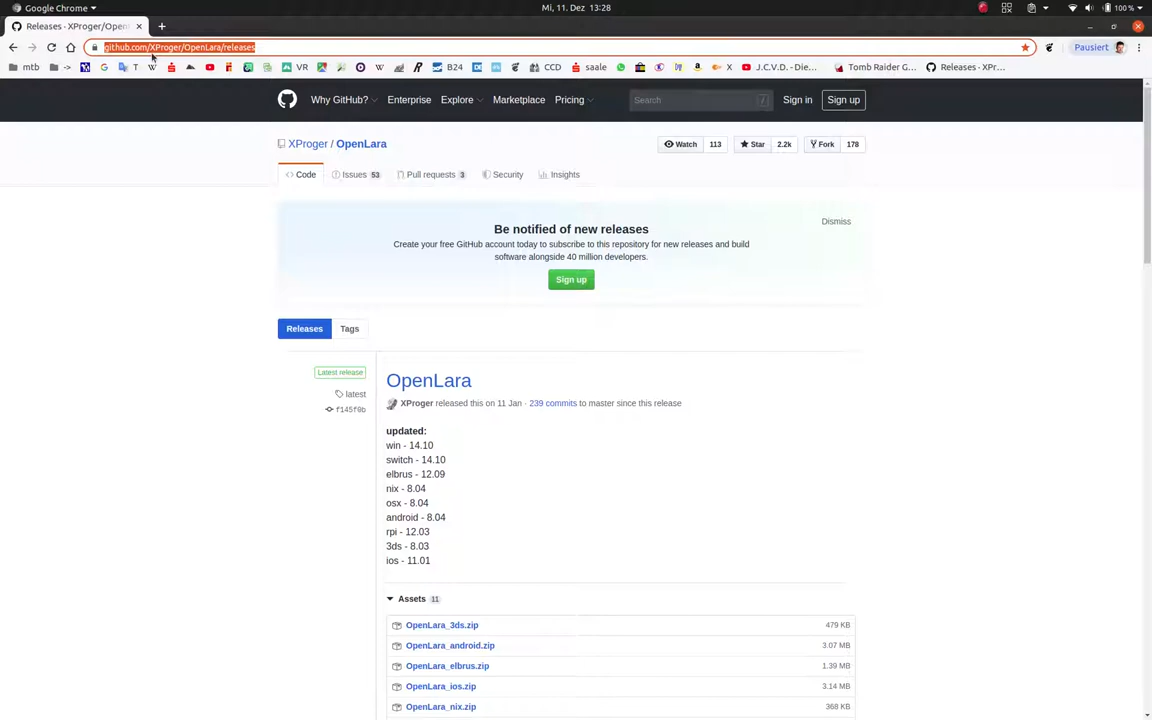 Google Chrome
Mi, 11. Dez 13:28
100 %
Releases · XProger/Open
github.com/XProger/OpenLara/releases
Pausiert
mtb
->
T
VR
B24
CCD
saale
X
J.C.V.D. - Die…
Tomb Raider G…
Releases · XPr…
Why GitHub?
Enterprise
Explore
Marketplace
Pricing
Search
/
Sign in
Sign up
XProger / OpenLara
Watch 113
Star 2.2k
Fork 178
Code
Issues 53
Pull requests 3
Security
Insights
Be notified of new releases
Dismiss
Create your free GitHub account today to subscribe to this repository for new releases and build
software alongside 40 million developers.
Sign up
Releases
Tags
Latest release
latest
f145f0b
OpenLara
XProger released this on 11 Jan · 239 commits to master since this release
updated:
win - 14.10
switch - 14.10
elbrus - 12.09
nix - 8.04
osx - 8.04
android - 8.04
rpi - 12.03
3ds - 8.03
ios - 11.01
Assets 11
OpenLara_3ds.zip 479 KB
OpenLara_android.zip 3.07 MB
OpenLara_elbrus.zip 1.39 MB
OpenLara_ios.zip 3.14 MB
OpenLara_nix.zip 368 KB